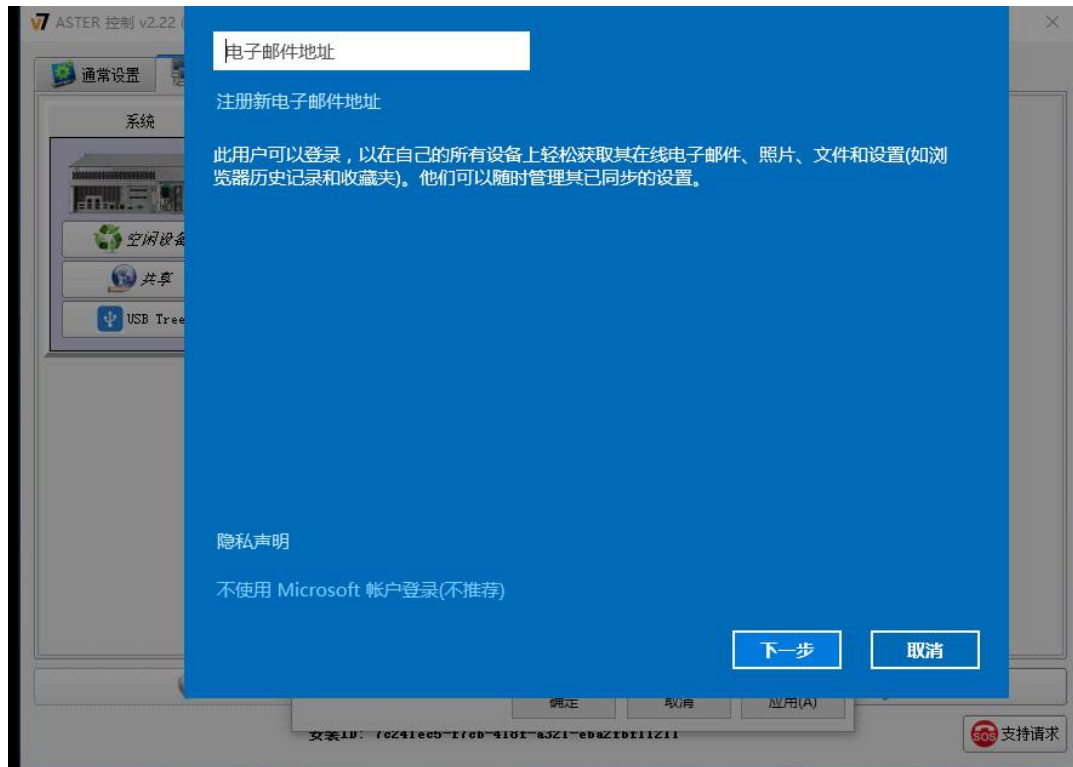 ASTER 控制 v2.22 (
电子邮件地址
通常设置
注册新电子邮件地址
系统
此用户可以登录，以在自己的所有设备上轻松获取其在线电子邮件、照片、文件和设置(如浏
览器历史记录和收藏夹)。他们可以随时管理其已同步的设置。
空闲设备
共享
USB Tree
隐私声明
不使用 Microsoft 帐户登录(不推荐)
下一步
取消
确定
取消
应用(A)
安装ID:
支持请求
SOS